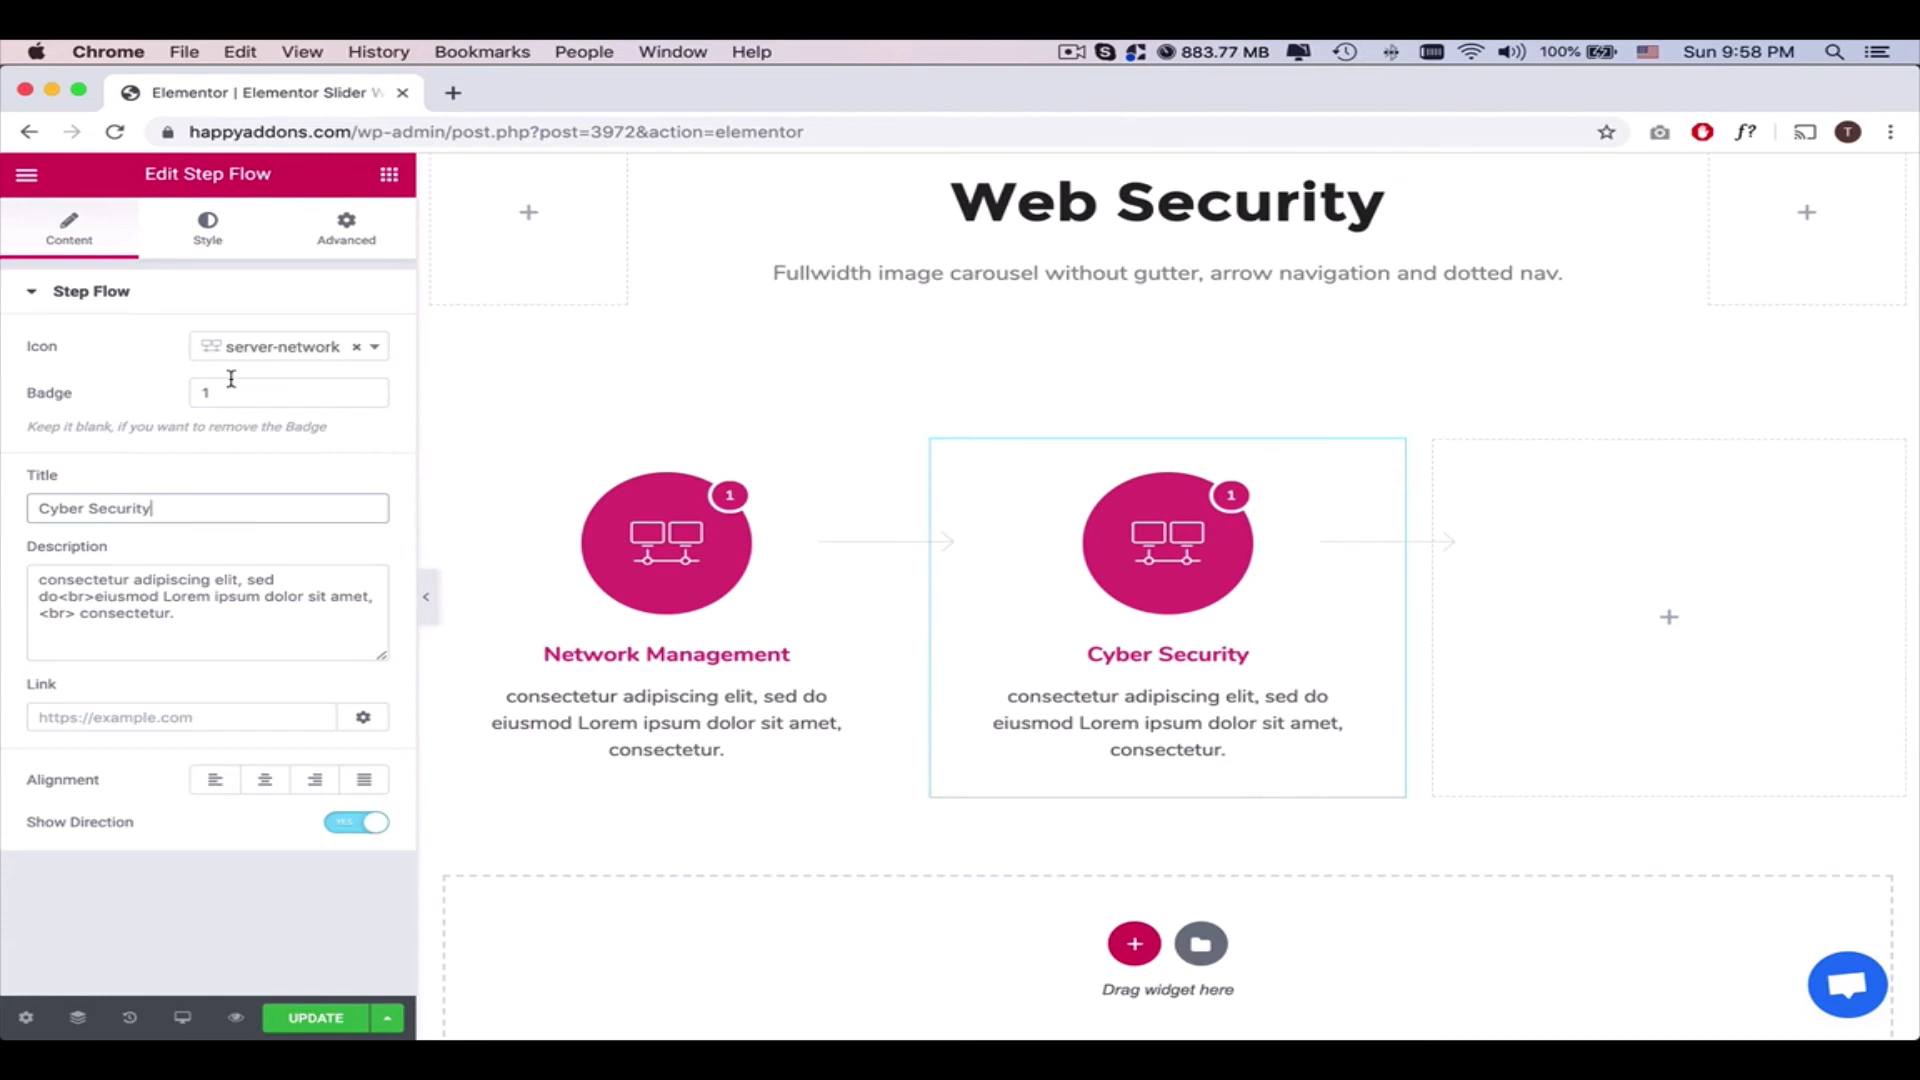 Chrome File Edit View History Bookmarks People Window Help 883.77 MB 100% Sun 9:58 PM
Elementor | Elementor Slider W
happyaddons.com/wp-admin/post.php?post=3972&action=elementor
f?
T
Edit Step Flow
Content
Style
Advanced
Step Flow
Icon
server-network
Badge
1
Keep it blank, if you want to remove the Badge
Title
Cyber Security
Description
consectetur adipiscing elit, sed
do<br>eiusmod Lorem ipsum dolor sit amet,
<br> consectetur.
Link
https://example.com
Alignment
Show Direction
YES
UPDATE
Web Security
Fullwidth image carousel without gutter, arrow navigation and dotted nav.
1
Network Management
consectetur adipiscing elit, sed do
eiusmod Lorem ipsum dolor sit amet,
consectetur.
1
Cyber Security
consectetur adipiscing elit, sed do
eiusmod Lorem ipsum dolor sit amet,
consectetur.
Drag widget here